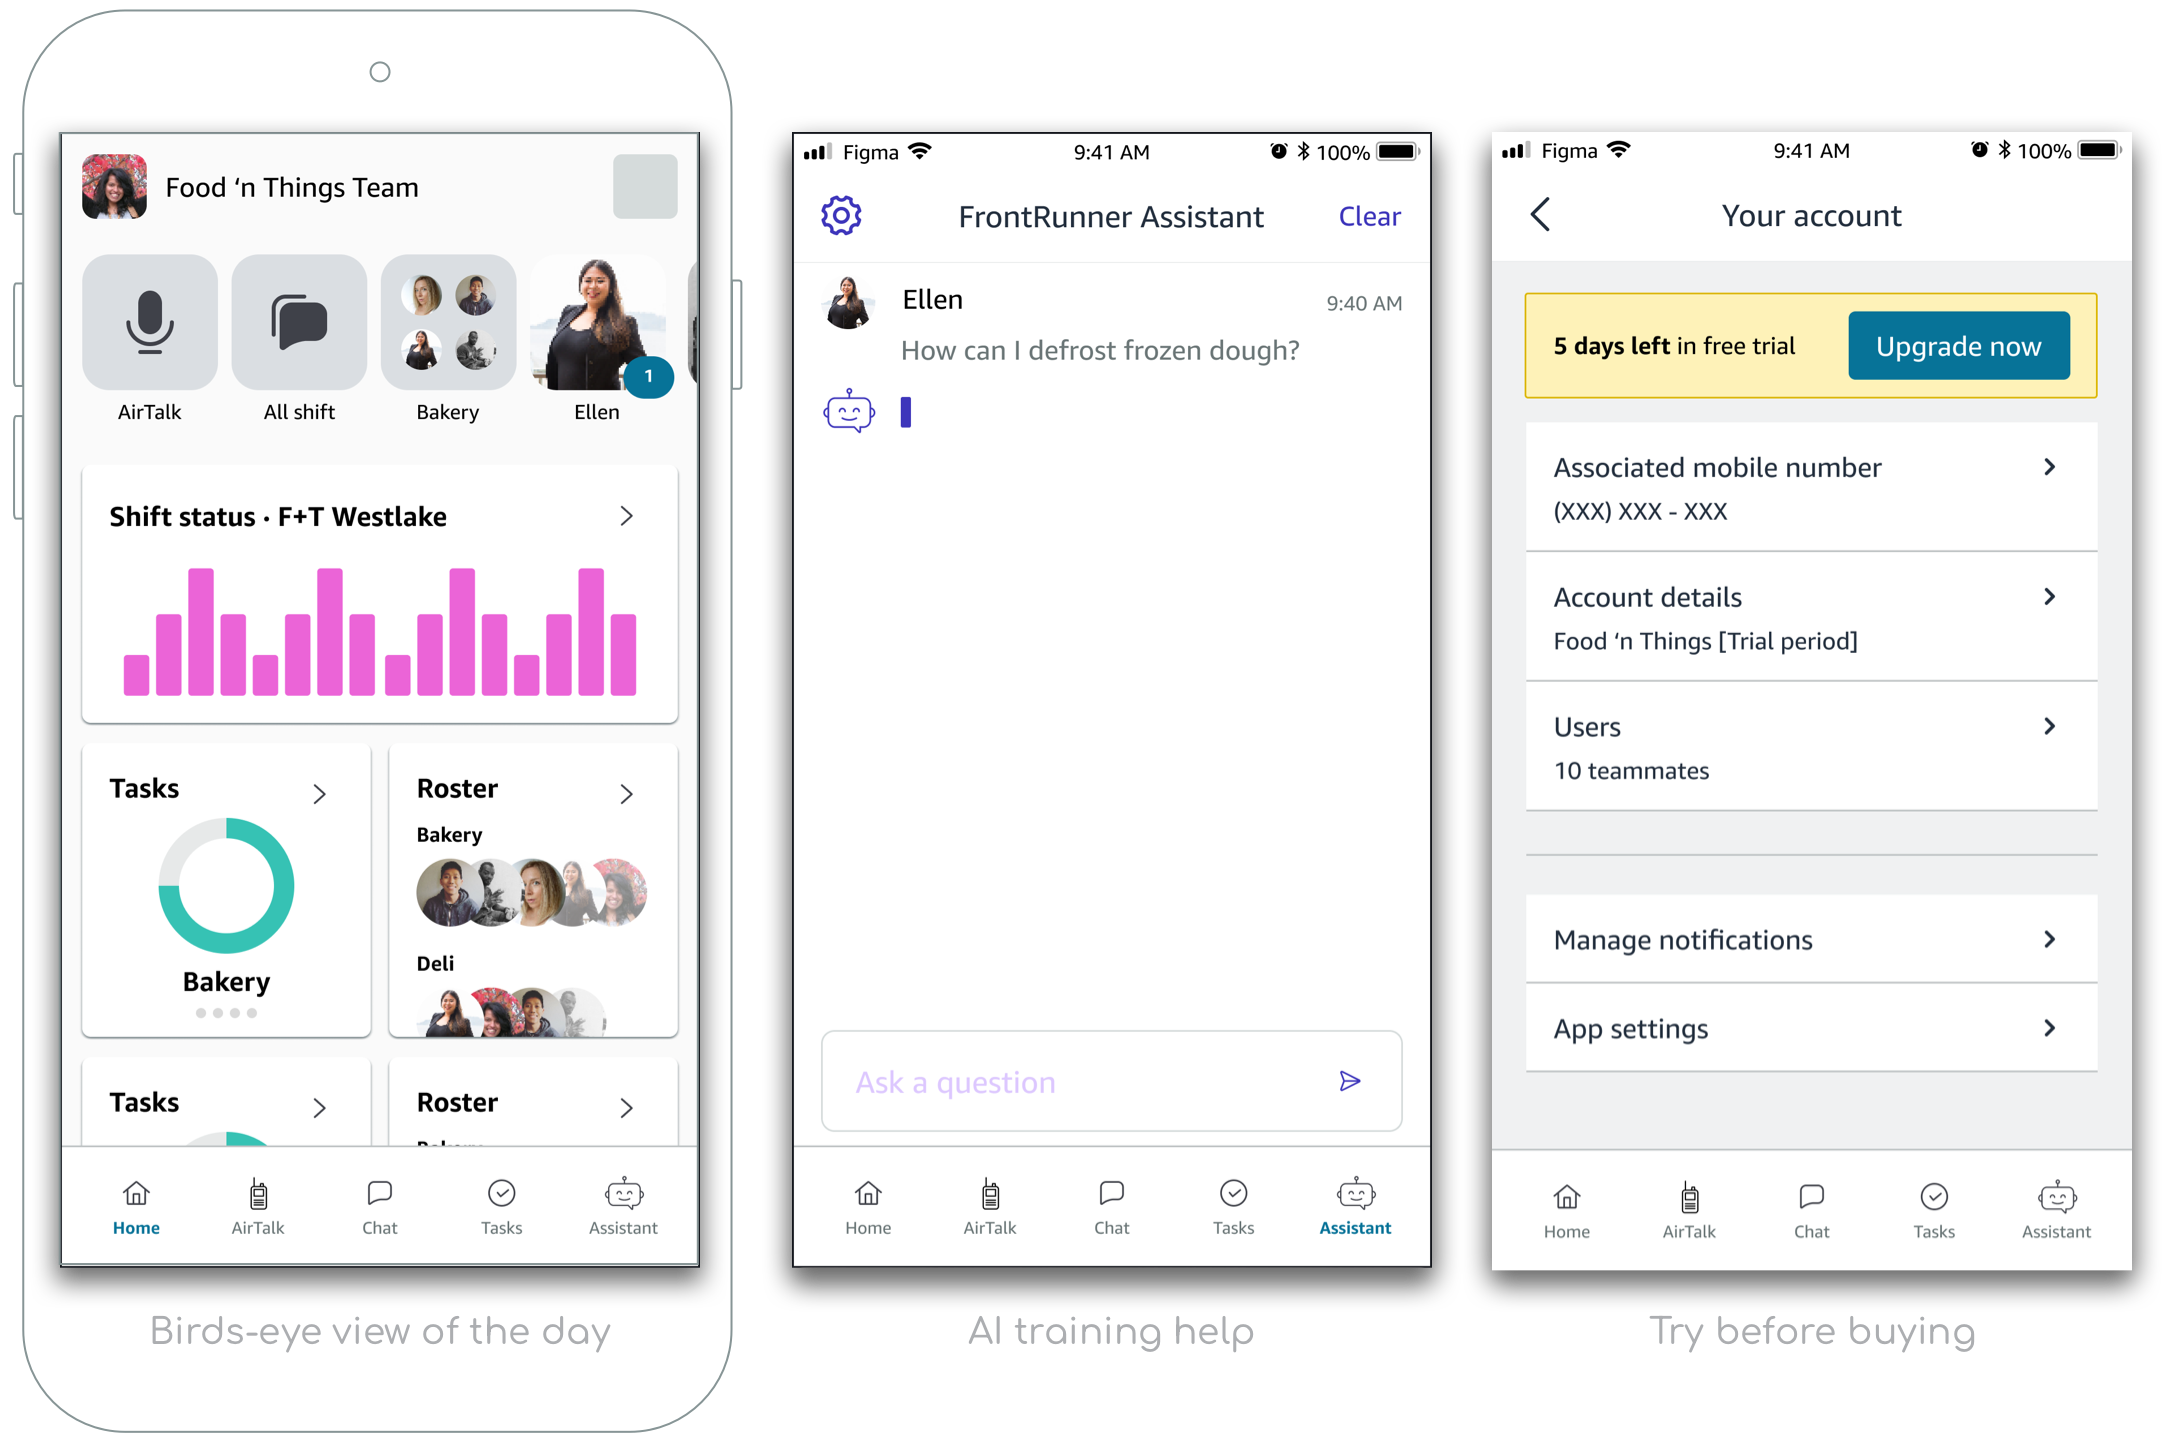 Food ‘n Things Team
AirTalk
All shift
Bakery
Ellen
1
Shift status · F+T Westlake
Tasks
Bakery
Roster
Bakery
Deli
Tasks
Roster
Home
AirTalk
Chat
Tasks
Assistant
Birds-eye view of the day
Figma
9:41 AM
100%
FrontRunner Assistant
Clear
Ellen
9:40 AM
How can I defrost frozen dough?
Ask a question
Home
AirTalk
Chat
Tasks
Assistant
AI training help
Figma
9:41 AM
100%
Your account
5 days left in free trial
Upgrade now
Associated mobile number
(XXX) XXX - XXX
Account details
Food ‘n Things [Trial period]
Users
10 teammates
Manage notifications
App settings
Home
AirTalk
Chat
Tasks
Assistant
Try before buying